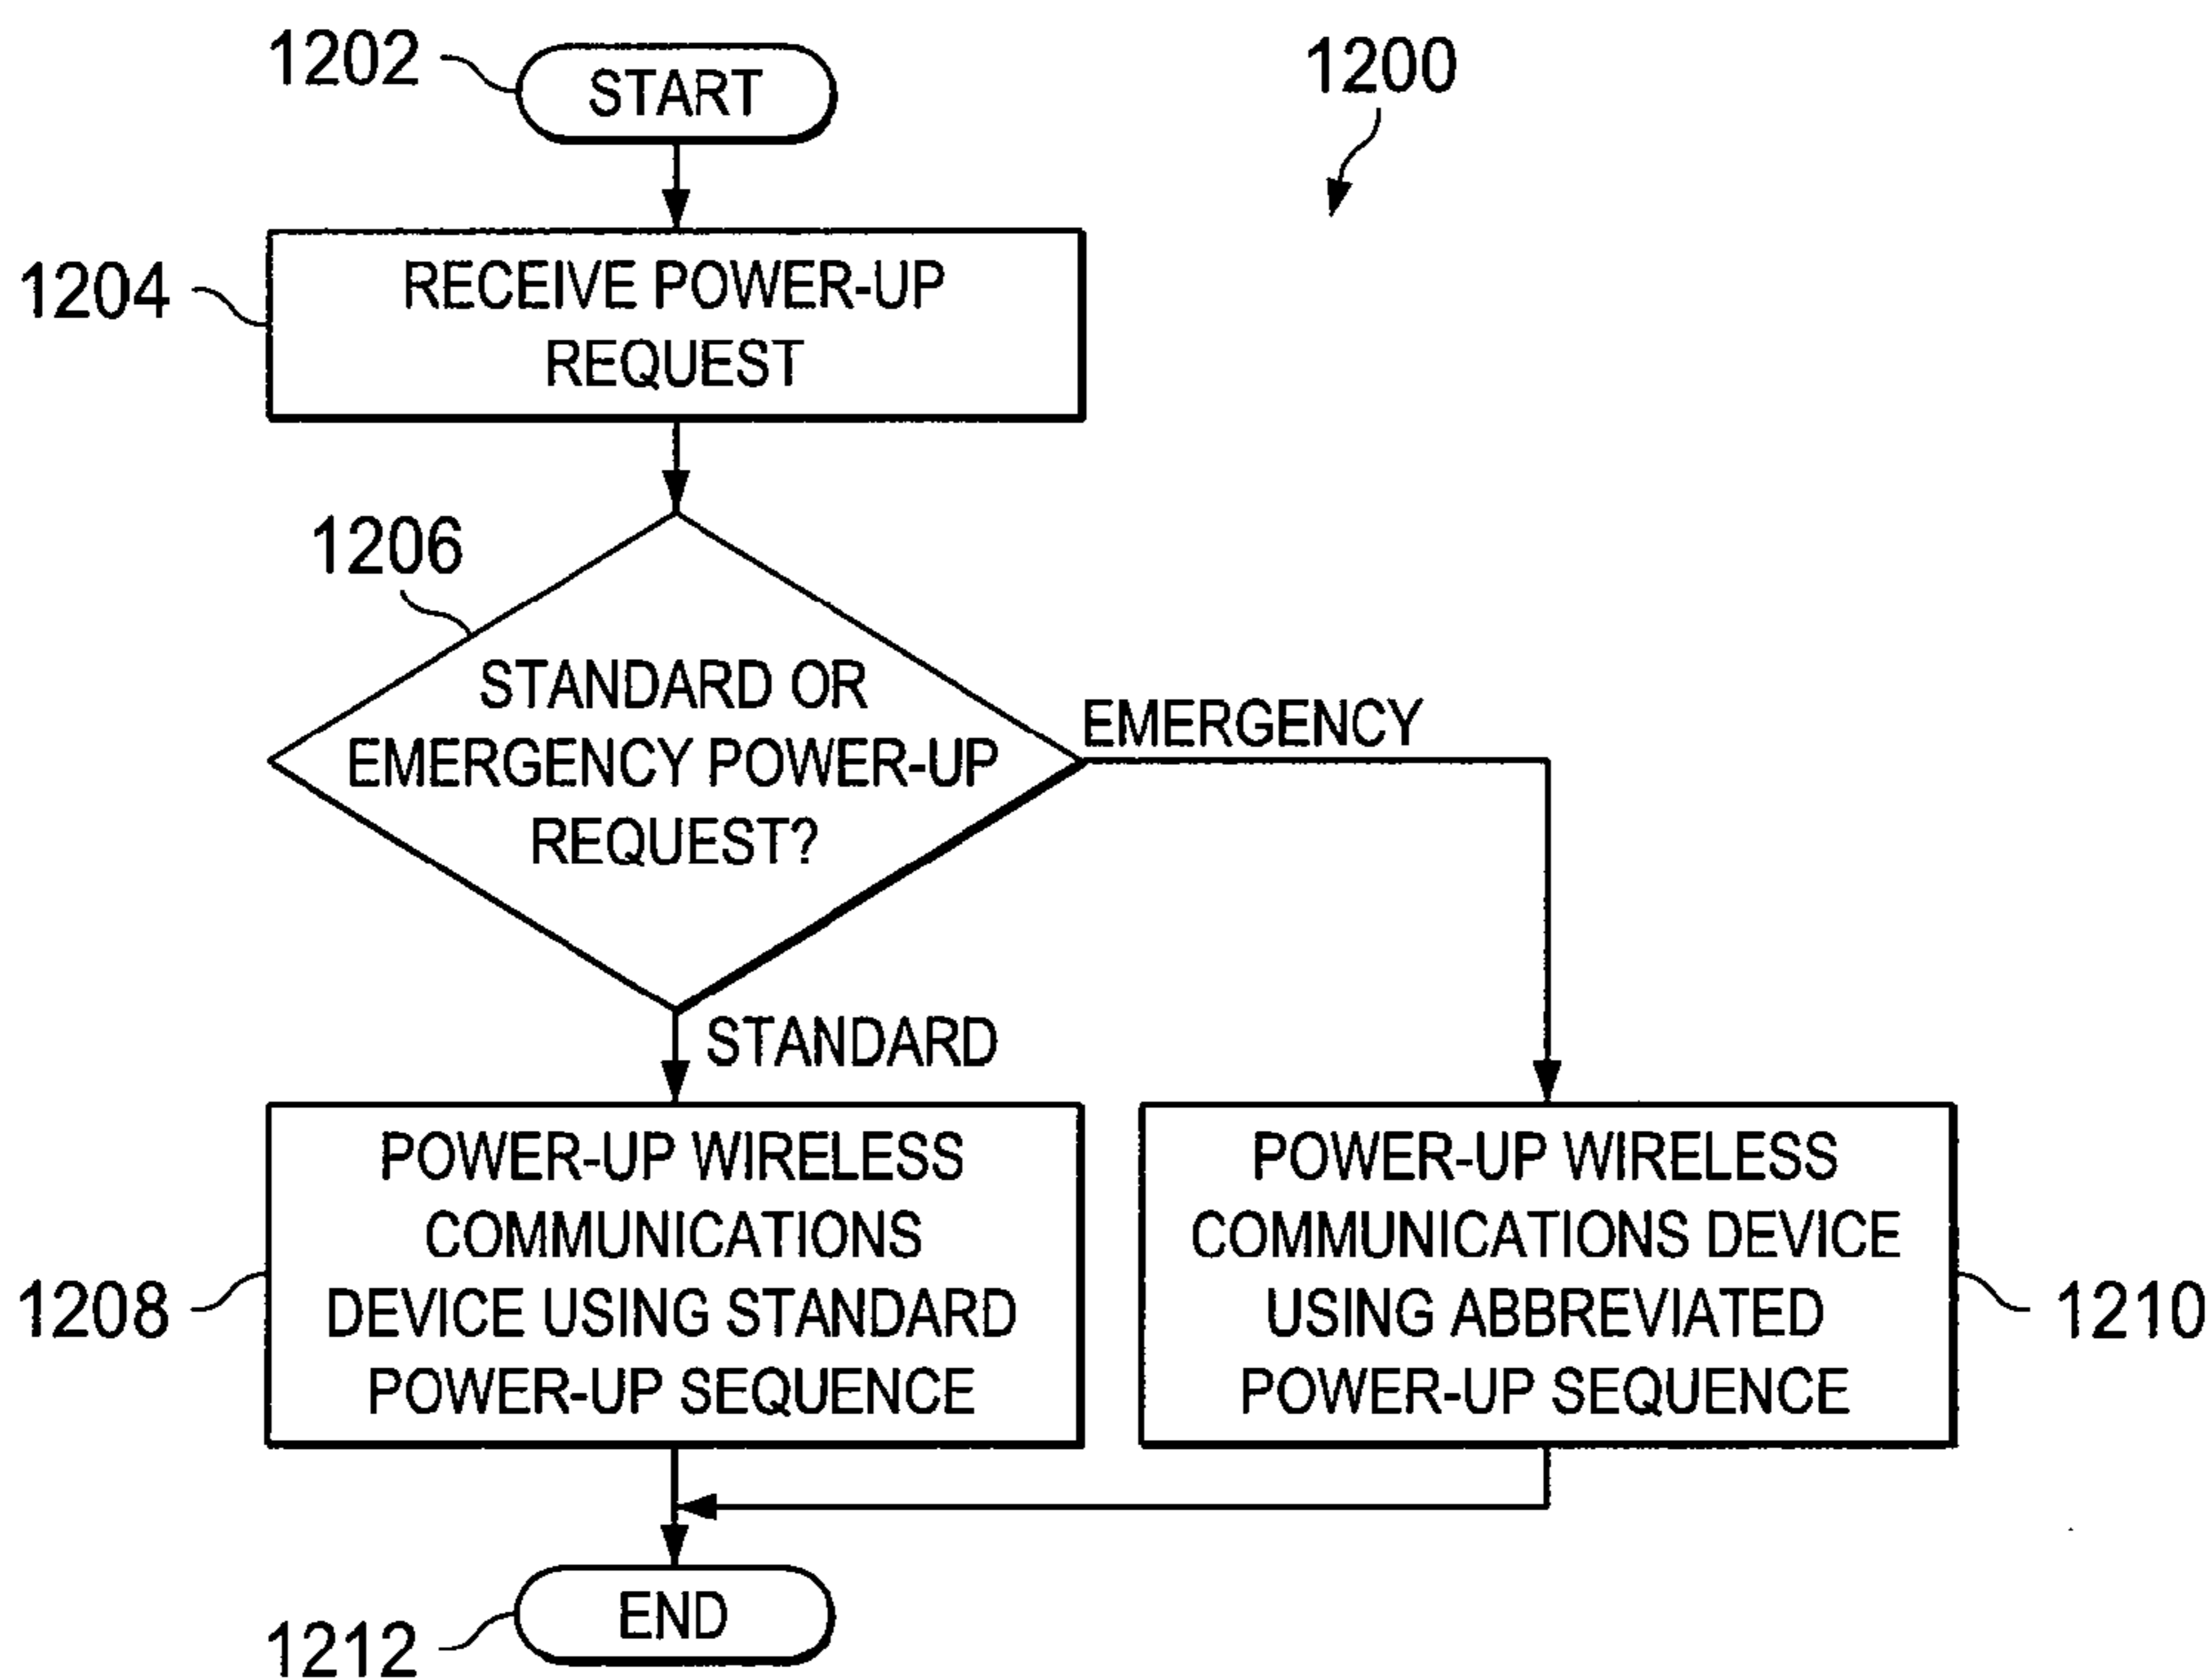 1202
START
1200
1204
RECEIVE POWER-UP
REQUEST
1206
STANDARD OR
EMERGENCY POWER-UP
REQUEST?
EMERGENCY
STANDARD
1208
POWER-UP WIRELESS
COMMUNICATIONS
DEVICE USING STANDARD
POWER-UP SEQUENCE
POWER-UP WIRELESS
COMMUNICATIONS DEVICE
USING ABBREVIATED
POWER-UP SEQUENCE
1210
END
1212